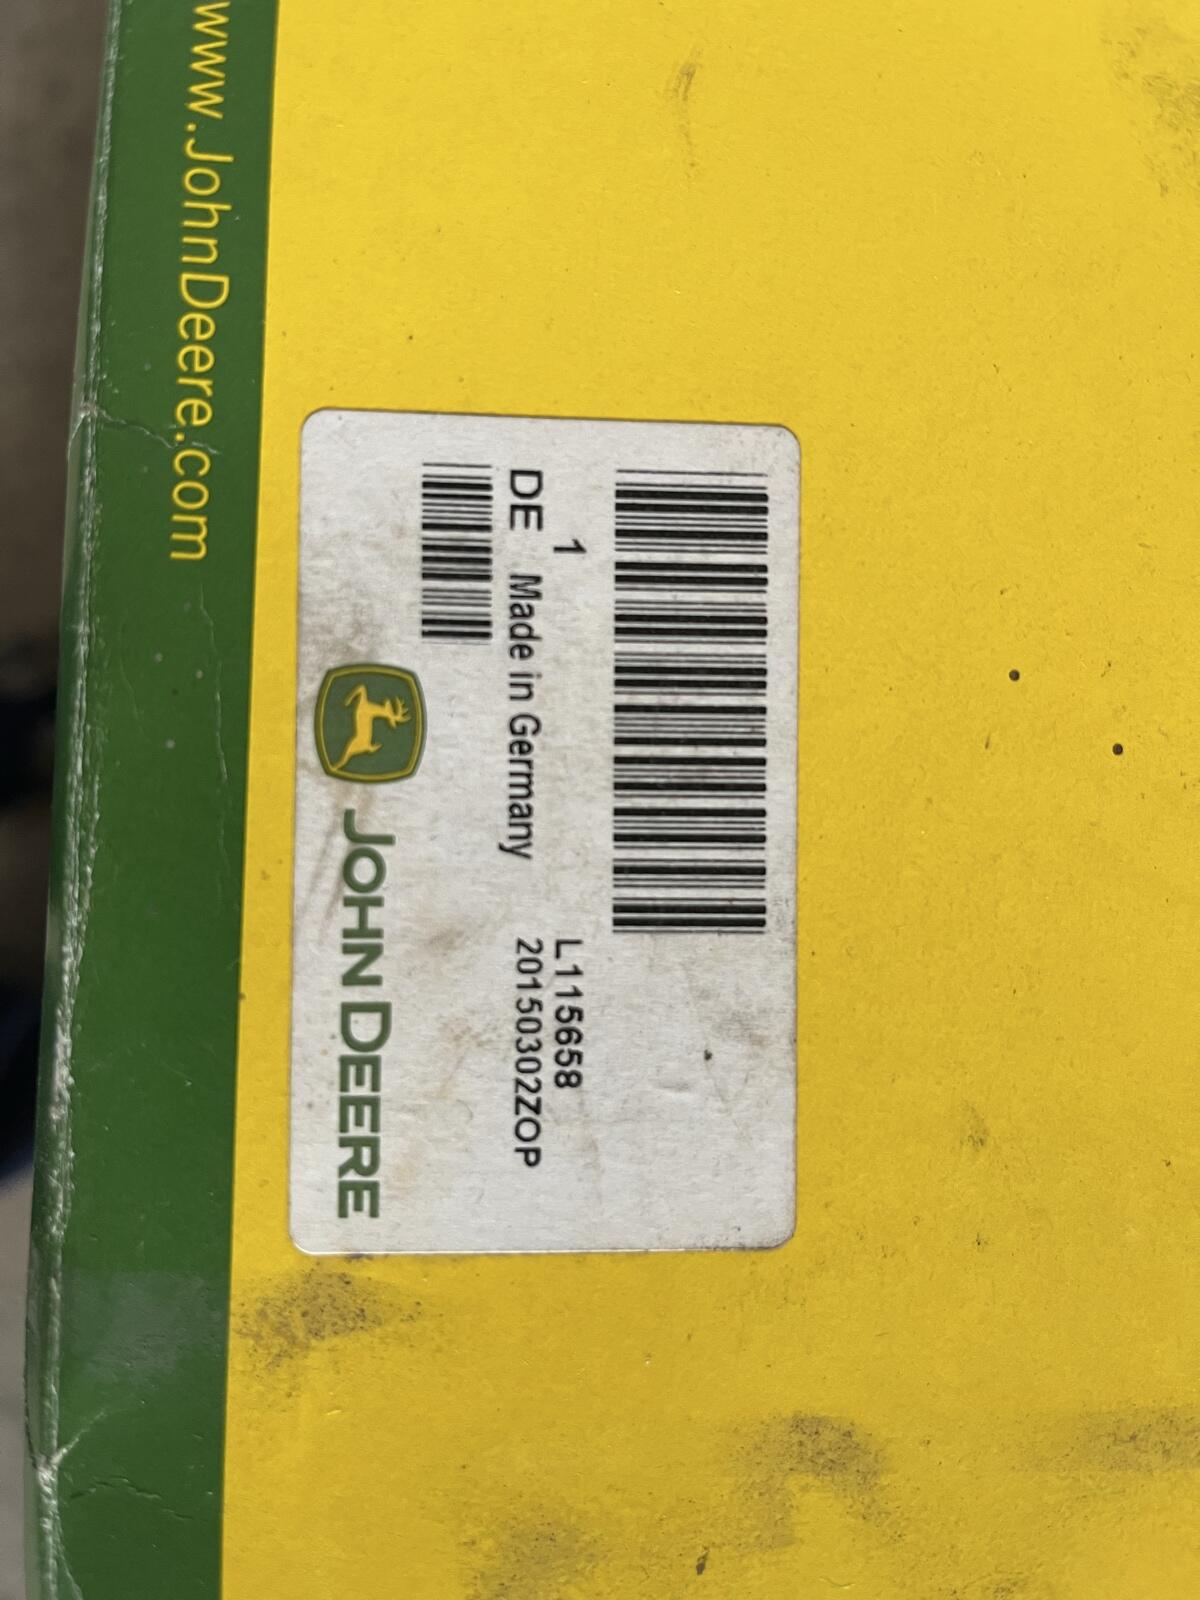 www.JohnDeere.com
1 L115658
DE Made in Germany 20150302ZOP
JOHN DEERE